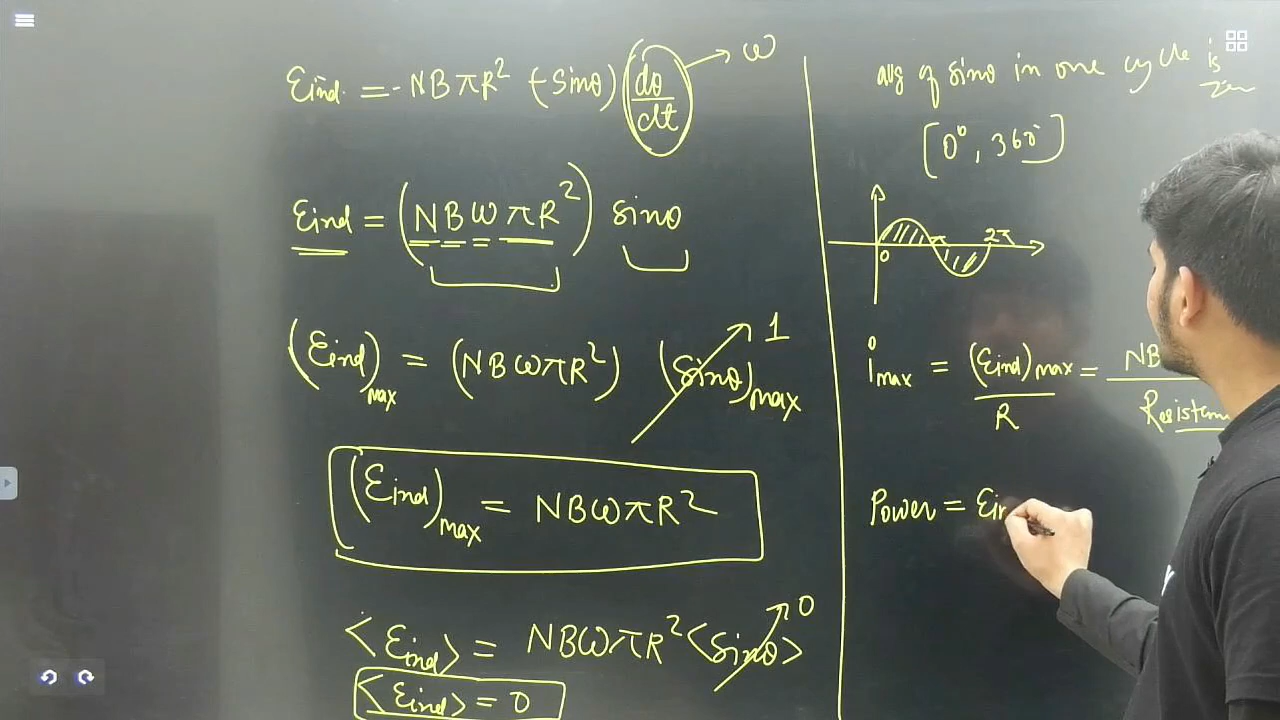 Eind = - NBπR² (-Sinθ) (dθ/dt) → ω
Eind = (NBωπR²) sinθ
(Eind)max = (NBωπR²) (Sinθ)max → 1
(Eind)max = NBωπR²
<Eind> = NBωπR² <Sinθ> → 0
<Eind> = 0
avg of sinθ in one cycle is
[0°, 360°]
0 π 2π
imax = (Eind)max / R = NB
Power =